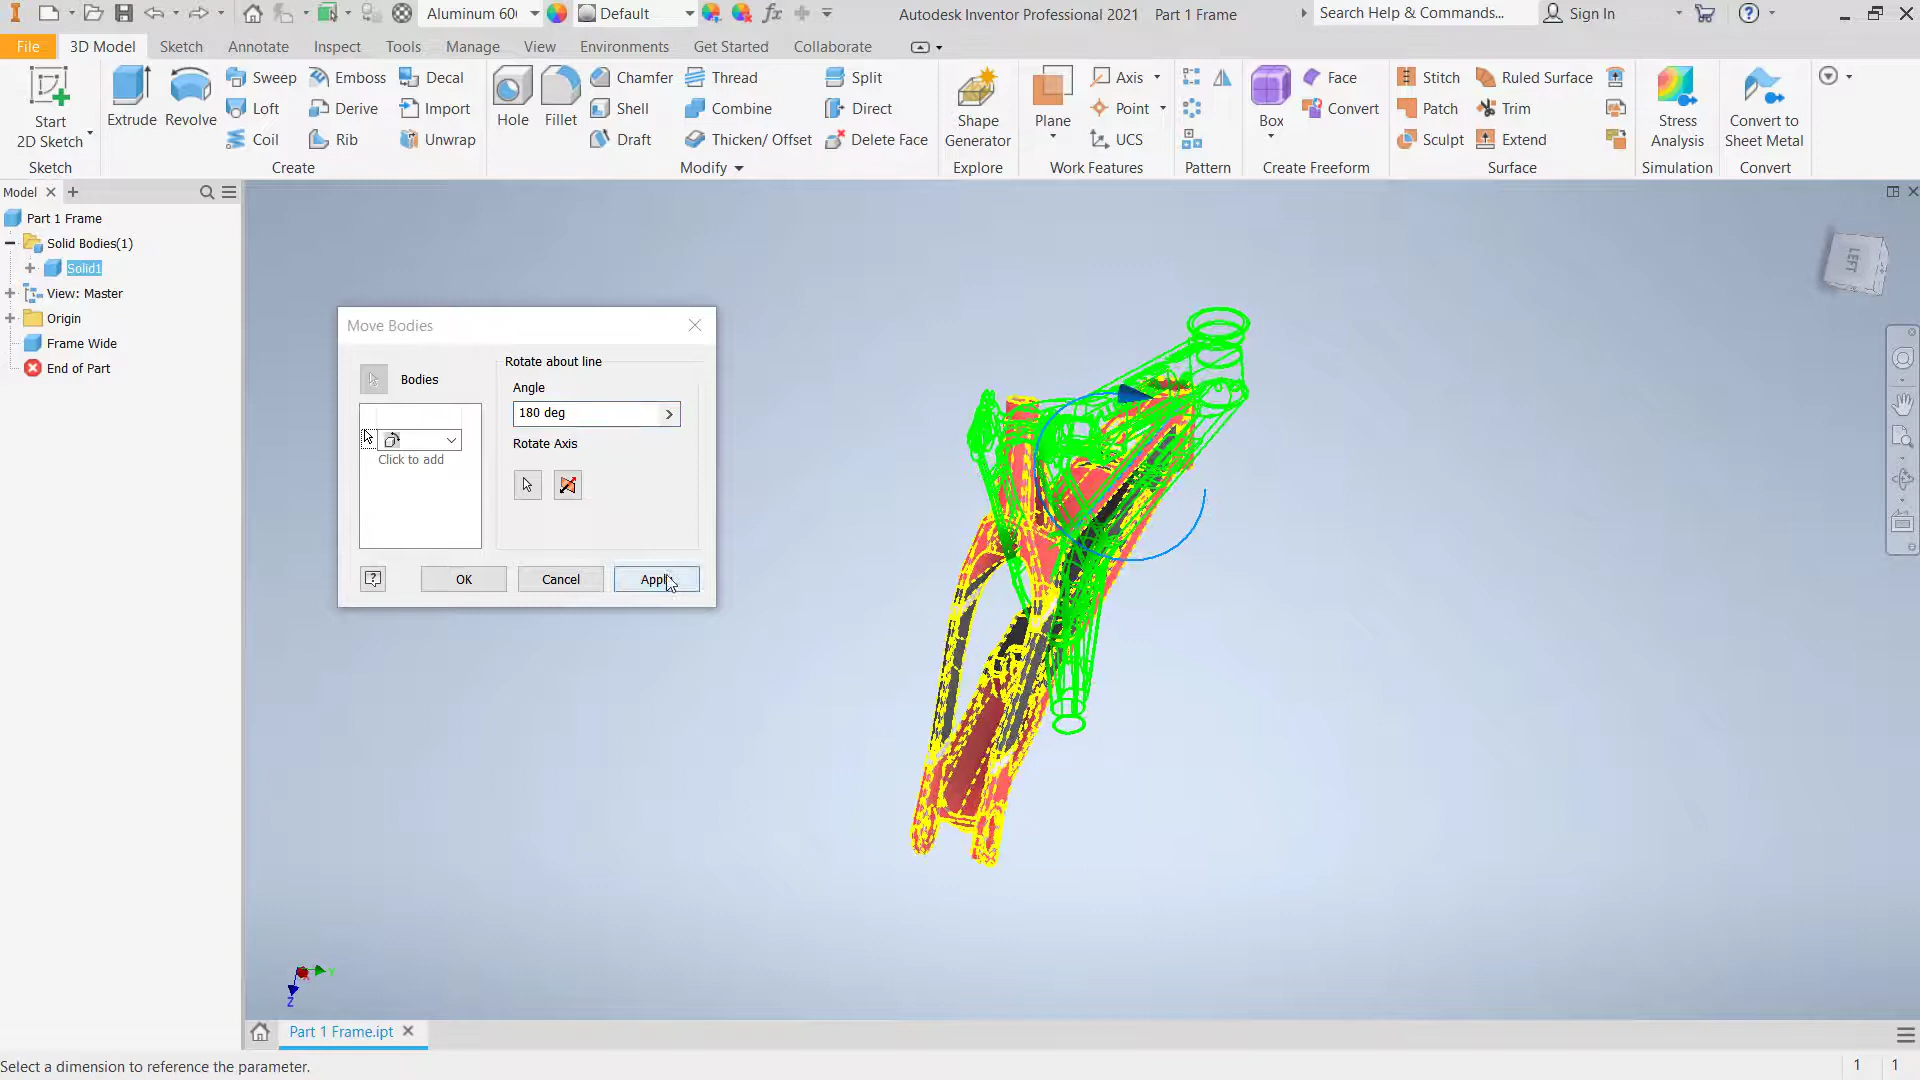 Aluminum 60
Default
fx
Autodesk Inventor Professional 2021 Part 1 Frame
Search Help & Commands...
Sign In
File
3D Model
Sketch
Annotate
Inspect
Tools
Manage
View
Environments
Get Started
Collaborate
Start
2D Sketch
Sketch
Extrude
Revolve
Sweep
Loft
Coil
Emboss
Derive
Rib
Decal
Import
Unwrap
Create
Hole
Fillet
Chamfer
Shell
Draft
Thread
Combine
Thicken/ Offset
Split
Direct
Delete Face
Modify
Shape
Generator
Explore
Plane
Axis
Point
UCS
Work Features
Pattern
Box
Face
Convert
Create Freeform
Stitch
Patch
Sculpt
Ruled Surface
Trim
Extend
Surface
Stress
Analysis
Simulation
Convert to
Sheet Metal
Convert
Model
Part 1 Frame
Solid Bodies(1)
Solid1
View: Master
Origin
Frame Wide
End of Part
Move Bodies
Bodies
Click to add
Rotate about line
Angle
180 deg
Rotate Axis
OK
Cancel
Apply
LEFT
Y
Z
Part 1 Frame.ipt
Select a dimension to reference the parameter.
1 1